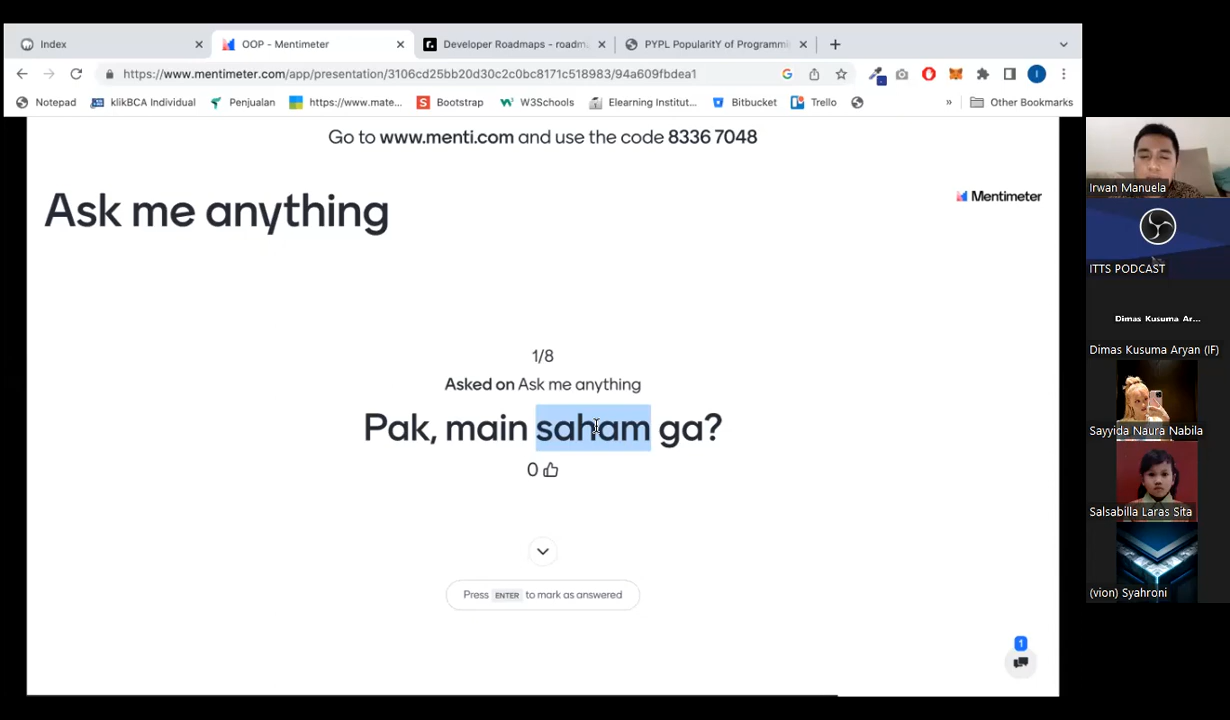 Index
OOP - Mentimeter
Developer Roadmaps - roadm
PYPL PopularitY of Programmi
https://www.mentimeter.com/app/presentation/3106cd25bb20d30c2c0bc8171c518983/94a609fbdea1
Notepad
klikBCA Individual
Penjualan
https://www.mate...
Bootstrap
W3Schools
Elearning Institut...
Bitbucket
Trello
»
Other Bookmarks
Go to www.menti.com and use the code 8336 7048
Ask me anything
Mentimeter
1/8
Asked on Ask me anything
Pak, main saham ga?
0
Press ENTER to mark as answered
1
Irwan Manuela
ITTS PODCAST
Dimas Kusuma Ar...
Dimas Kusuma Aryan (IF)
Sayyida Naura Nabila
Salsabilla Laras Sita
(vion) Syahroni